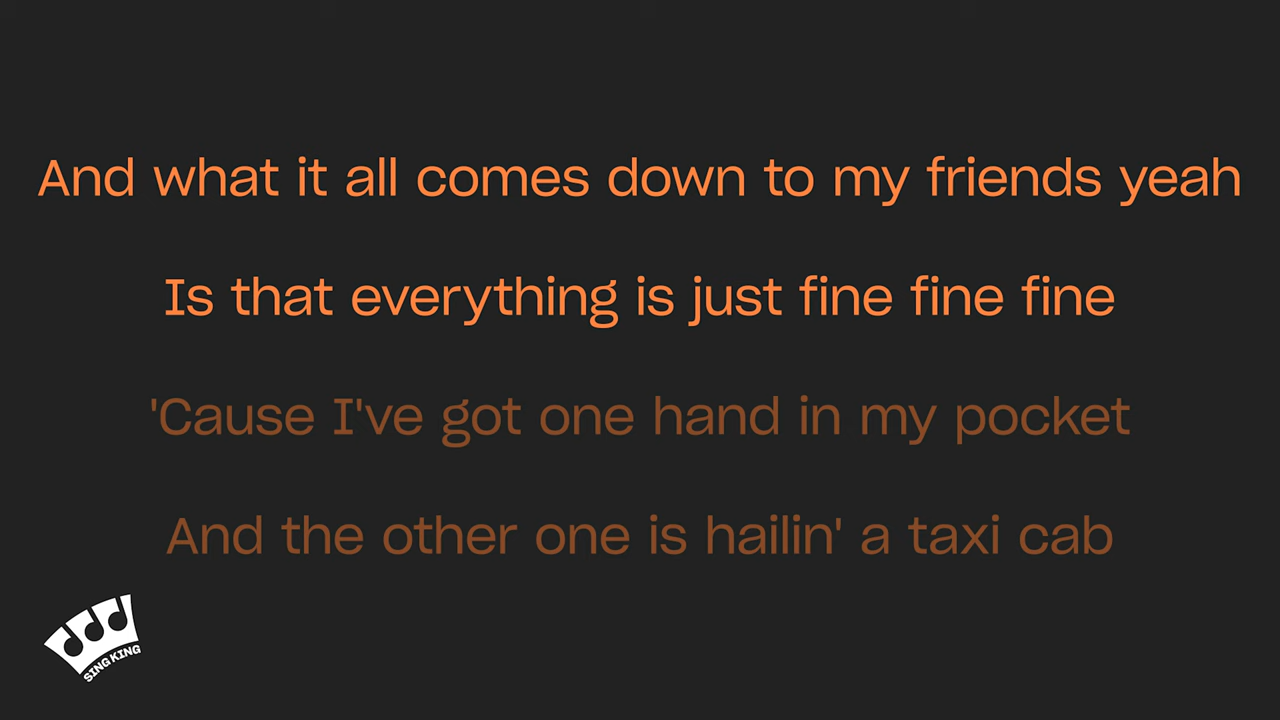 And what it all comes down to my friends yeah
Is that everything is just fine fine fine
'Cause I've got one hand in my pocket
And the other one is hailin' a taxi cab
SING KING